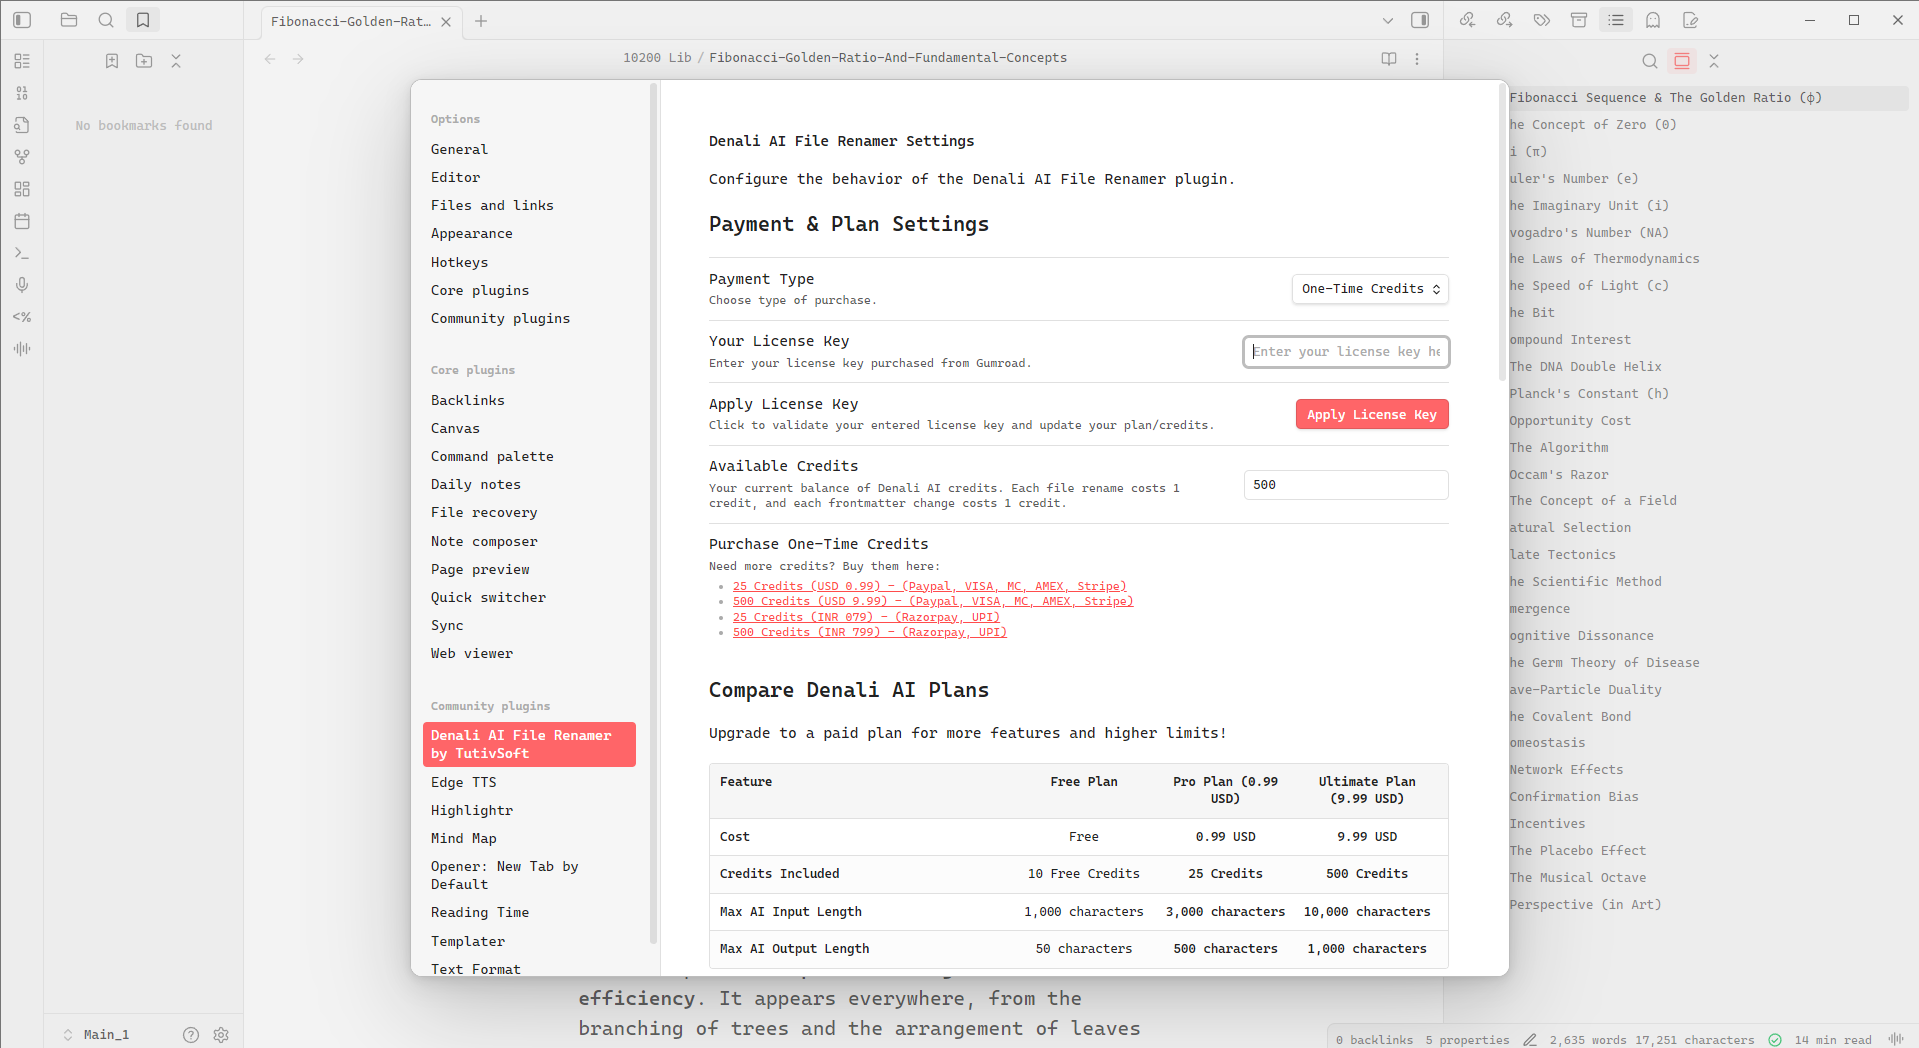 Fibonacci-Golden-Rat...
10200 Lib / Fibonacci-Golden-Ratio-And-Fundamental-Concepts
No bookmarks found
<%
Main_1
Options
General
Editor
Files and links
Appearance
Hotkeys
Core plugins
Community plugins
Core plugins
Backlinks
Canvas
Command palette
Daily notes
File recovery
Note composer
Page preview
Quick switcher
Sync
Web viewer
Community plugins
Denali AI File Renamer
by TutivSoft
Edge TTS
Highlightr
Mind Map
Opener: New Tab by
Default
Reading Time
Templater
Text Format
Denali AI File Renamer Settings
Configure the behavior of the Denali AI File Renamer plugin.
Payment & Plan Settings
Payment Type
Choose type of purchase.
One-Time Credits
Your License Key
Enter your license key purchased from Gumroad.
Enter your license key he
Apply License Key
Click to validate your entered license key and update your plan/credits.
Apply License Key
Available Credits
Your current balance of Denali AI credits. Each file rename costs 1
credit, and each frontmatter change costs 1 credit.
500
Purchase One-Time Credits
Need more credits? Buy them here:
25 Credits (USD 0.99) - (Paypal, VISA, MC, AMEX, Stripe)
500 Credits (USD 9.99) - (Paypal, VISA, MC, AMEX, Stripe)
25 Credits (INR 079) - (Razorpay, UPI)
500 Credits (INR 799) - (Razorpay, UPI)
Compare Denali AI Plans
Upgrade to a paid plan for more features and higher limits!
Feature Free Plan Pro Plan (0.99 USD) Ultimate Plan (9.99 USD)
Cost Free 0.99 USD 9.99 USD
Credits Included 10 Free Credits 25 Credits 500 Credits
Max AI Input Length 1,000 characters 3,000 characters 10,000 characters
Max AI Output Length 50 characters 500 characters 1,000 characters
efficiency. It appears everywhere, from the
branching of trees and the arrangement of leaves
Fibonacci Sequence & The Golden Ratio (ϕ)
he Concept of Zero (0)
i (π)
uler's Number (e)
he Imaginary Unit (i)
vogadro's Number (NA)
he Laws of Thermodynamics
he Speed of Light (c)
he Bit
ompound Interest
The DNA Double Helix
Planck's Constant (h)
Opportunity Cost
The Algorithm
Occam's Razor
The Concept of a Field
atural Selection
late Tectonics
he Scientific Method
mergence
ognitive Dissonance
he Germ Theory of Disease
ave-Particle Duality
he Covalent Bond
omeostasis
Network Effects
Confirmation Bias
Incentives
The Placebo Effect
The Musical Octave
Perspective (in Art)
0 backlinks 5 properties 2,635 words 17,251 characters 14 min read